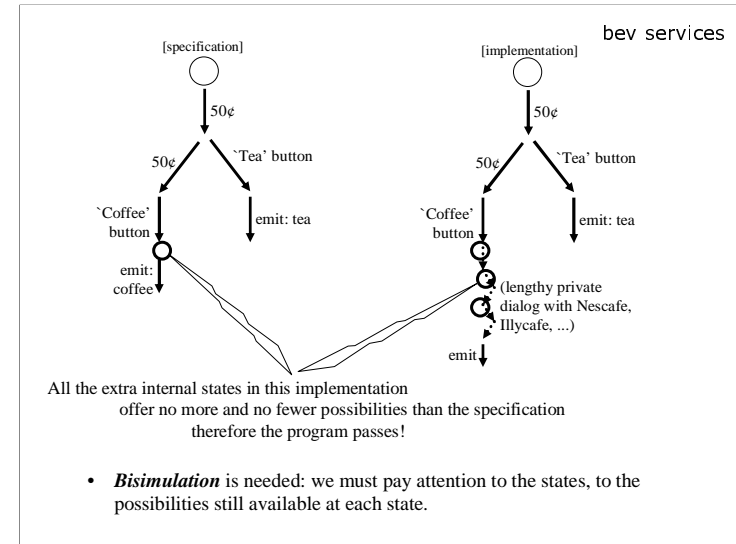 bev services
[specification]
50¢
50¢
`Tea' button
`Coffee'
button
emit: tea
emit:
coffee
[implementation]
50¢
50¢
`Tea' button
`Coffee'
button
emit: tea
(lengthy private
dialog with Nescafe,
Illycafe, ...)
emit
All the extra internal states in this implementation
offer no more and no fewer possibilities than the specification
therefore the program passes!
• Bisimulation is needed: we must pay attention to the states, to the
possibilities still available at each state.